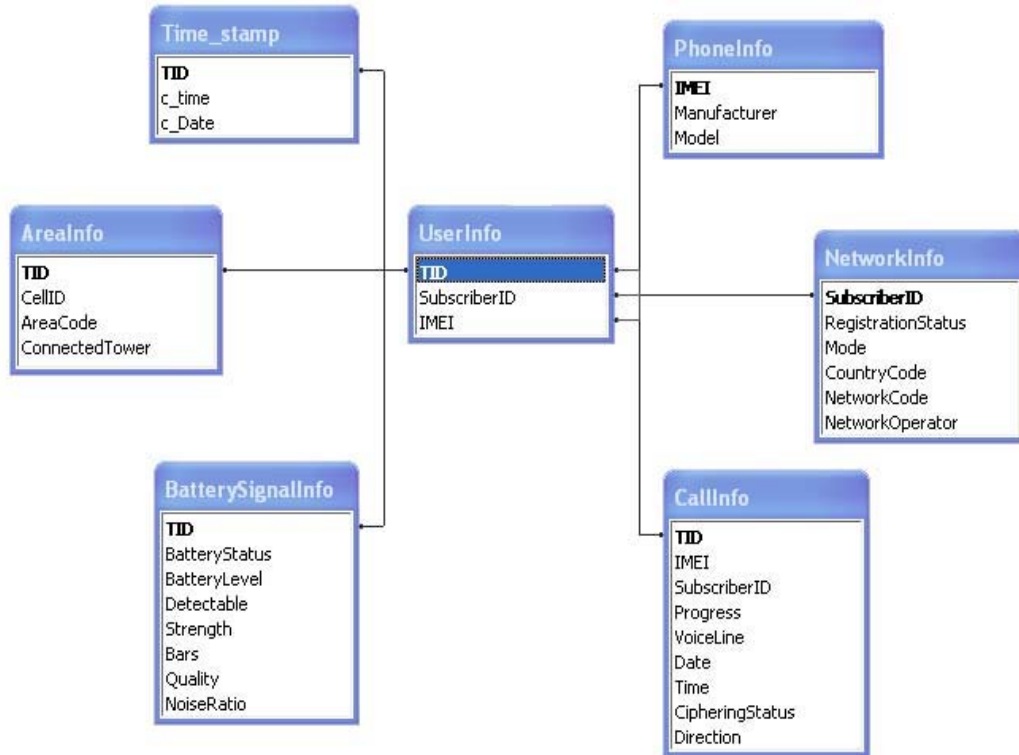 Time_stamp
TID
c_time
c_Date
PhoneInfo
IMEI
Manufacturer
Model
AreaInfo
TID
CellID
AreaCode
ConnectedTower
UserInfo
TID
SubscriberID
IMEI
NetworkInfo
SubscriberID
RegistrationStatus
Mode
CountryCode
NetworkCode
NetworkOperator
BatterySignalInfo
TID
BatteryStatus
BatteryLevel
Detectable
Strength
Bars
Quality
NoiseRatio
CallInfo
TID
IMEI
SubscriberID
Progress
VoiceLine
Date
Time
CipheringStatus
Direction